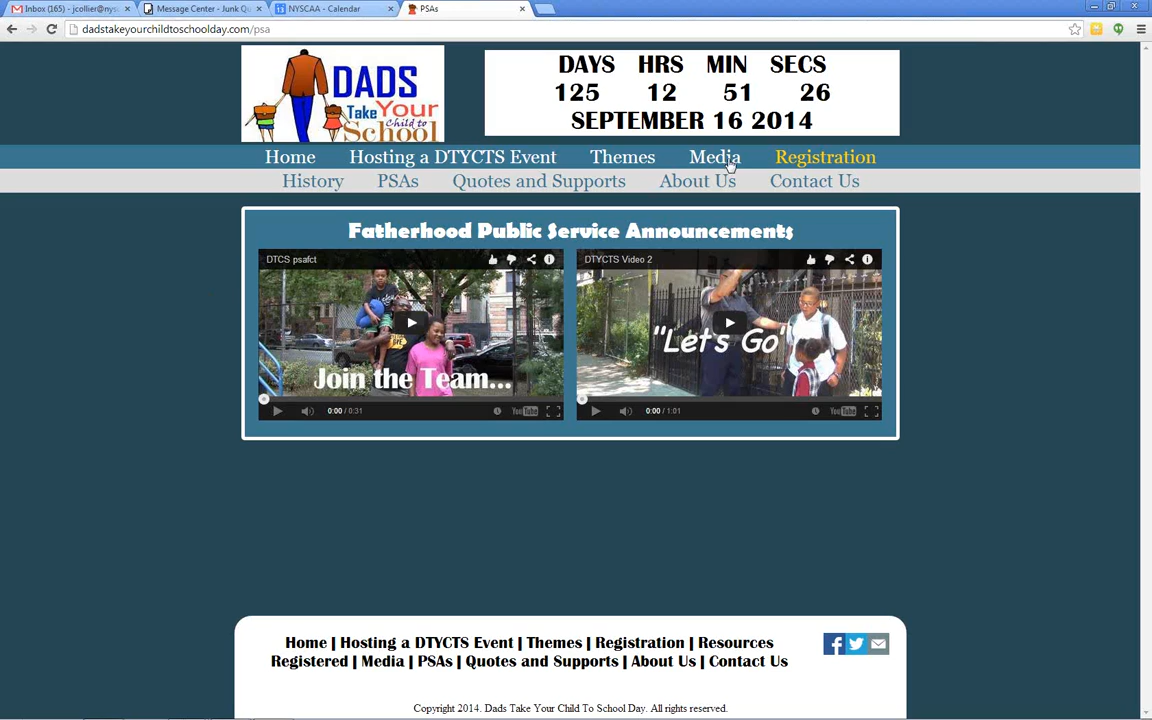 Inbox (165) - jcollier@nys
Message Center - Junk Qu
NYSCAA - Calendar
PSAs
dadstakeyourchildtoschoolday.com/psa
DADS
Take Your
Child to
School
DAYS HRS MIN SECS
125 12 51 26
SEPTEMBER 16 2014
Home Hosting a DTYCTS Event Themes Media Registration
History PSAs Quotes and Supports About Us Contact Us
Fatherhood Public Service Announcements
DTCS psafct
DTYCTS Video 2
"Let's Go"
Join the Team...
0:00 / 0:31 YouTube
0:00 / 1:01 YouTube
Home | Hosting a DTYCTS Event | Themes | Registration | Resources
Registered | Media | PSAs | Quotes and Supports | About Us | Contact Us
Copyright 2014. Dads Take Your Child To School Day. All rights reserved.